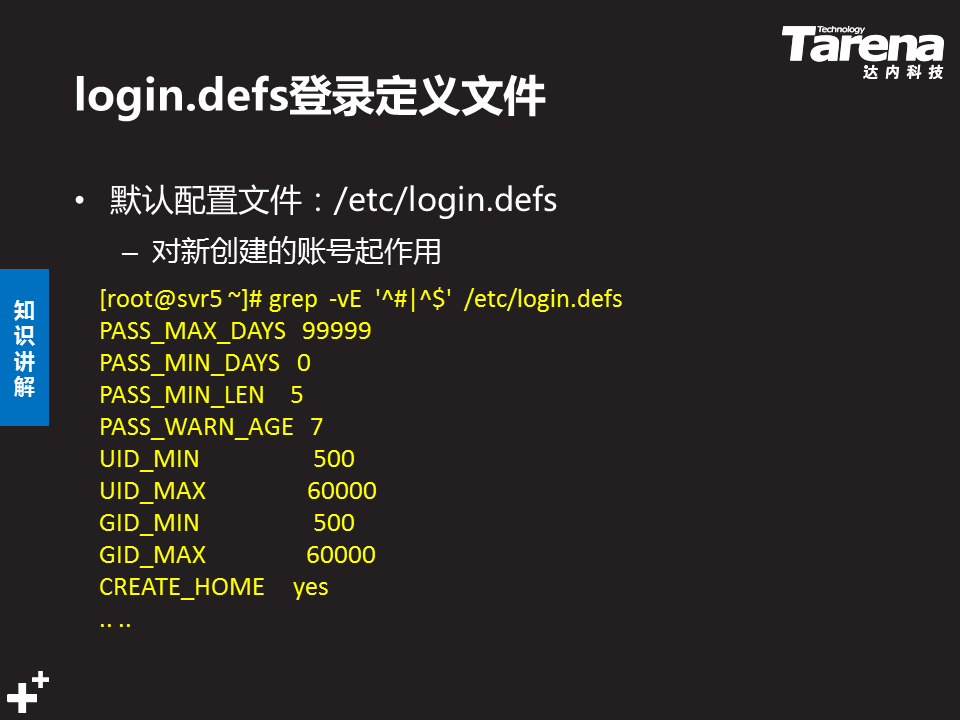 Technology
Tarena
达内科技
login.defs登录定义文件
• 默认配置文件：/etc/login.defs
– 对新创建的账号起作用
[root@svr5 ~]# grep -vE '^#|^$' /etc/login.defs
PASS_MAX_DAYS 99999
PASS_MIN_DAYS 0
PASS_MIN_LEN 5
PASS_WARN_AGE 7
UID_MIN 500
UID_MAX 60000
GID_MIN 500
GID_MAX 60000
CREATE_HOME yes
.. ..
知识讲解